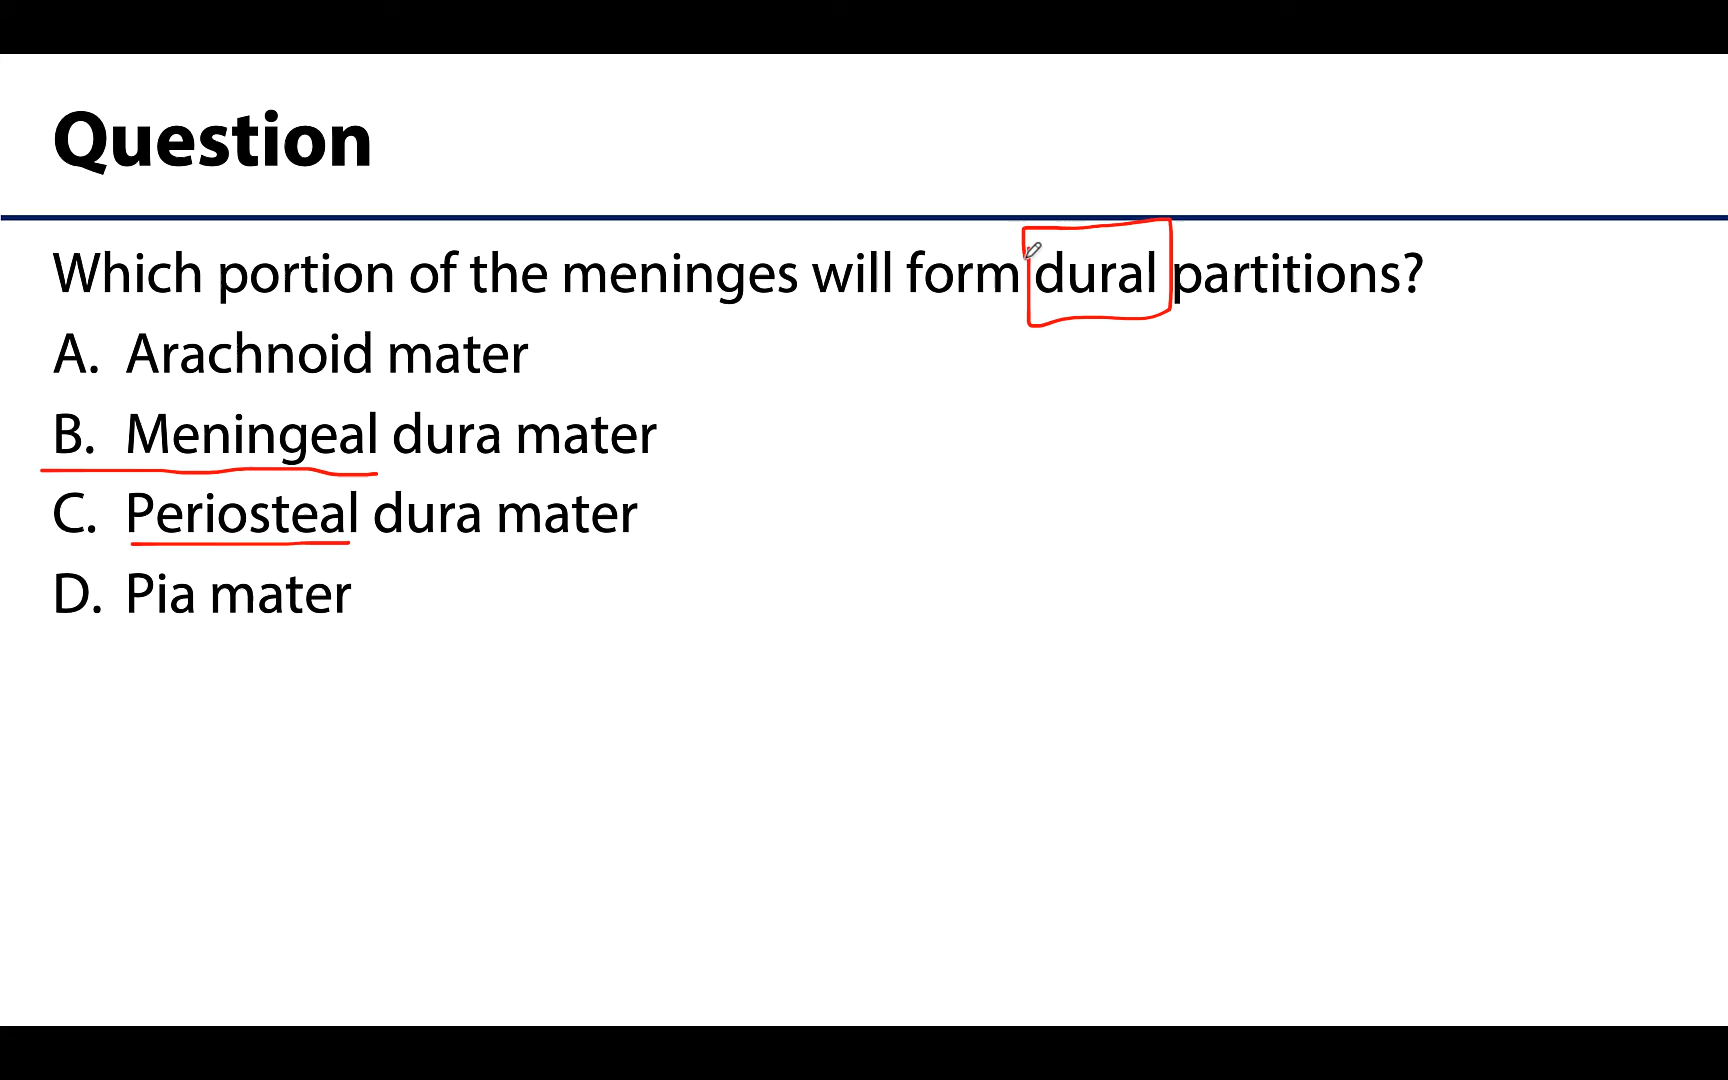 Question
Which portion of the meninges will form dural partitions?
A. Arachnoid mater
B. Meningeal dura mater
C. Periosteal dura mater
D. Pia mater